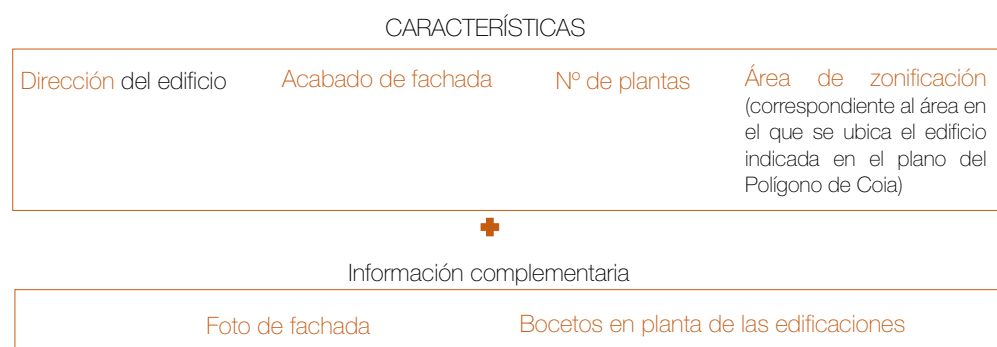 CARACTERÍSTICAS
Dirección del edificio
Acabado de fachada
Nº de plantas
Área de zonificación
(correspondiente al área en
el que se ubica el edificio
indicada en el plano del
Polígono de Coia)
Información complementaria
Foto de fachada
Bocetos en planta de las edificaciones